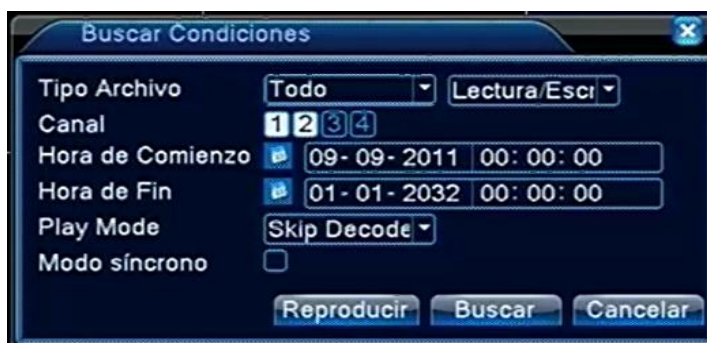 Buscar Condiciones
Tipo Archivo Todo Lectura/Escr
Canal 1 2 3 4
Hora de Comienzo 09-09-2011 00:00:00
Hora de Fin 01-01-2032 00:00:00
Play Mode Skip Decode
Modo síncrono
Reproducir Buscar Cancelar